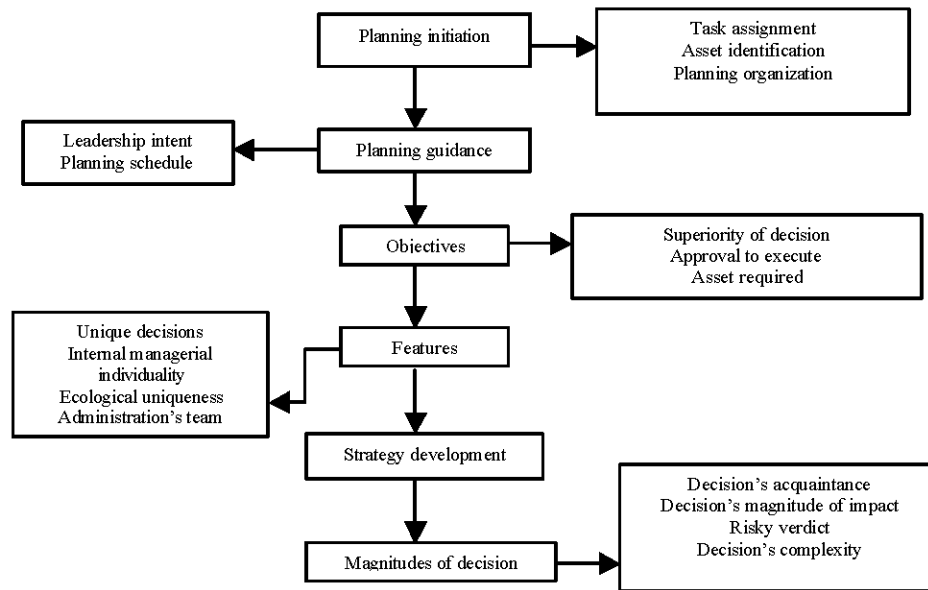 Planning initiation
Task assignment
Asset identification
Planning organization
Leadership intent
Planning schedule
Planning guidance
Objectives
Superiority of decision
Approval to execute
Asset required
Unique decisions
Internal managerial
individuality
Ecological uniqueness
Administration's team
Features
Strategy development
Decision's acquaintance
Decision's magnitude of impact
Risky verdict
Decision's complexity
Magnitudes of decision